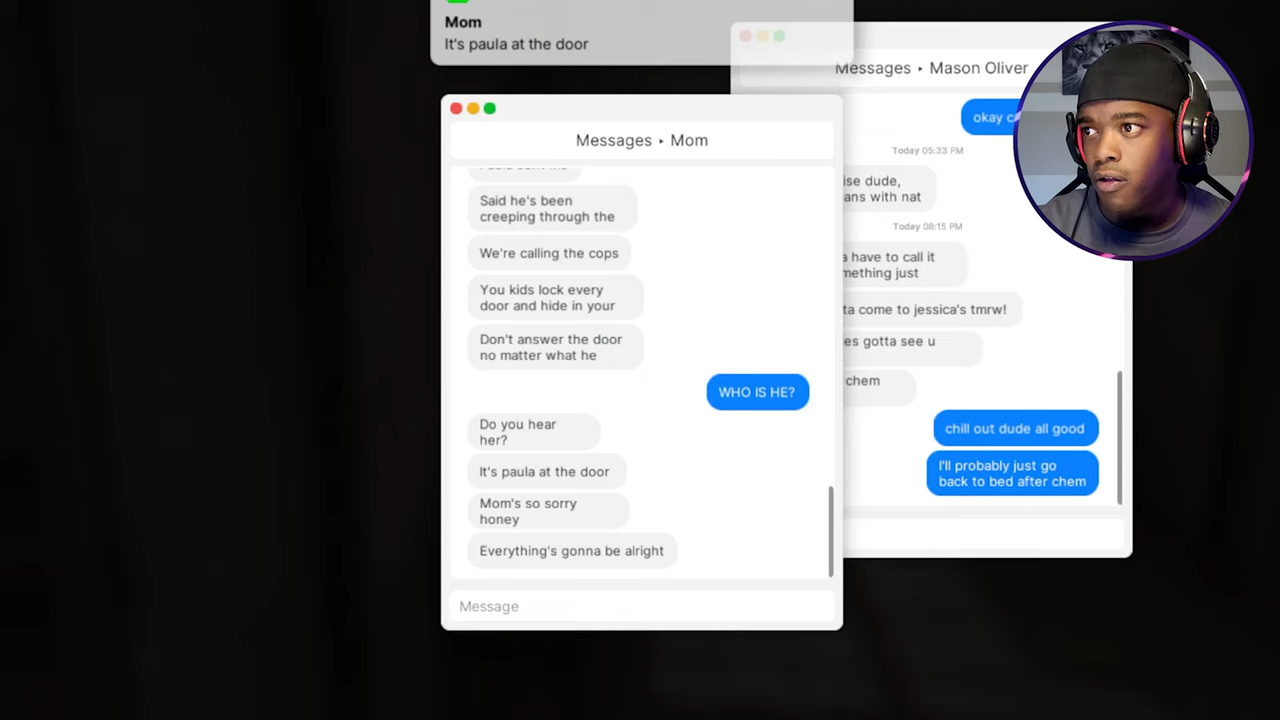 Mom
It's paula at the door
Messages ▸ Mason Oliver
okay
Today 05:33 PM
dude,
with nat
Today 08:15 PM
have to call it
just
come to jessica's tmrw!
gotta see u
chem
chill out dude all good
I'll probably just go
back to bed after chem
Messages ▸ Mom
Said he's been
creeping through the
We're calling the cops
You kids lock every
door and hide in your
Don't answer the door
no matter what he
WHO IS HE?
Do you hear
her?
It's paula at the door
Mom's so sorry
honey
Everything's gonna be alright
Message